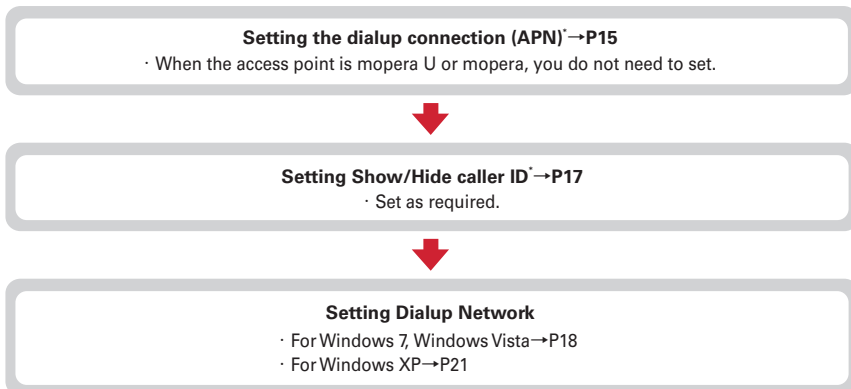 Setting the dialup connection (APN)*→P15
· When the access point is mopera U or mopera, you do not need to set.
Setting Show/Hide caller ID*→P17
· Set as required.
Setting Dialup Network
· For Windows 7, Windows Vista→P18
· For Windows XP→P21